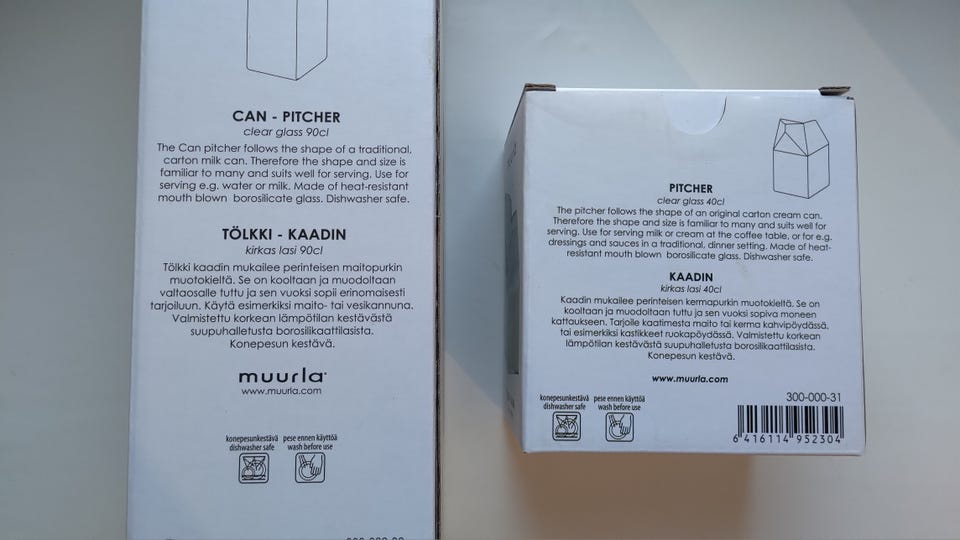 CAN - PITCHER
clear glass 90cl
The Can pitcher follows the shape of a traditional,
carton milk can. Therefore the shape and size is
familiar to many and suits well for serving. Use for
serving e.g. water or milk. Made of heat-resistant
mouth blown borosilicate glass. Dishwasher safe.
TÖLKKI - KAADIN
kirkas lasi 90cl
Tölkki kaadin mukailee perinteisen maitopurkin
muotokieltä. Se on kooltaan ja muodoltaan
valtaosalle tuttu ja sen vuoksi sopii erinomaisesti
tarjoiluun. Käytä esimerkiksi maito- tai vesikannuna.
Valmistettu korkean lämpötilan kestävästä
suupuhalletusta borosilikaattilasista.
Konepesun kestävä.
muurla
www.muurla.com
konepesunkestävä pese ennen käyttöä
dishwasher safe wash before use
PITCHER
clear glass 40cl
The pitcher follows the shape of an original carton cream can.
Therefore the shape and size is familiar to many and suits well for
serving. Use for serving milk or cream at the coffee table, or for e.g.
dressings and sauces in a traditional, dinner setting. Made of heat-
resistant mouth blown borosilicate glass. Dishwasher safe.
KAADIN
kirkas lasi 40cl
Kaadin mukailee perinteisen kermapurkin muotokieltä. Se on
kooltaan ja muodoltaan tuttu ja sen vuoksi sopiva moneen
kattaukseen. Tarjoile kaatimesta maito tai kerma kahvipöydässä,
tai esimerkiksi kastikkeet ruokapöydässä. Valmistettu korkean
lämpötilan kestävästä suupuhalletusta borosilikaattilasista.
Konepesun kestävä.
www.muurla.com
konepesunkestävä pese ennen käyttöä
dishwasher safe wash before use
300-000-31
6 416114 952304